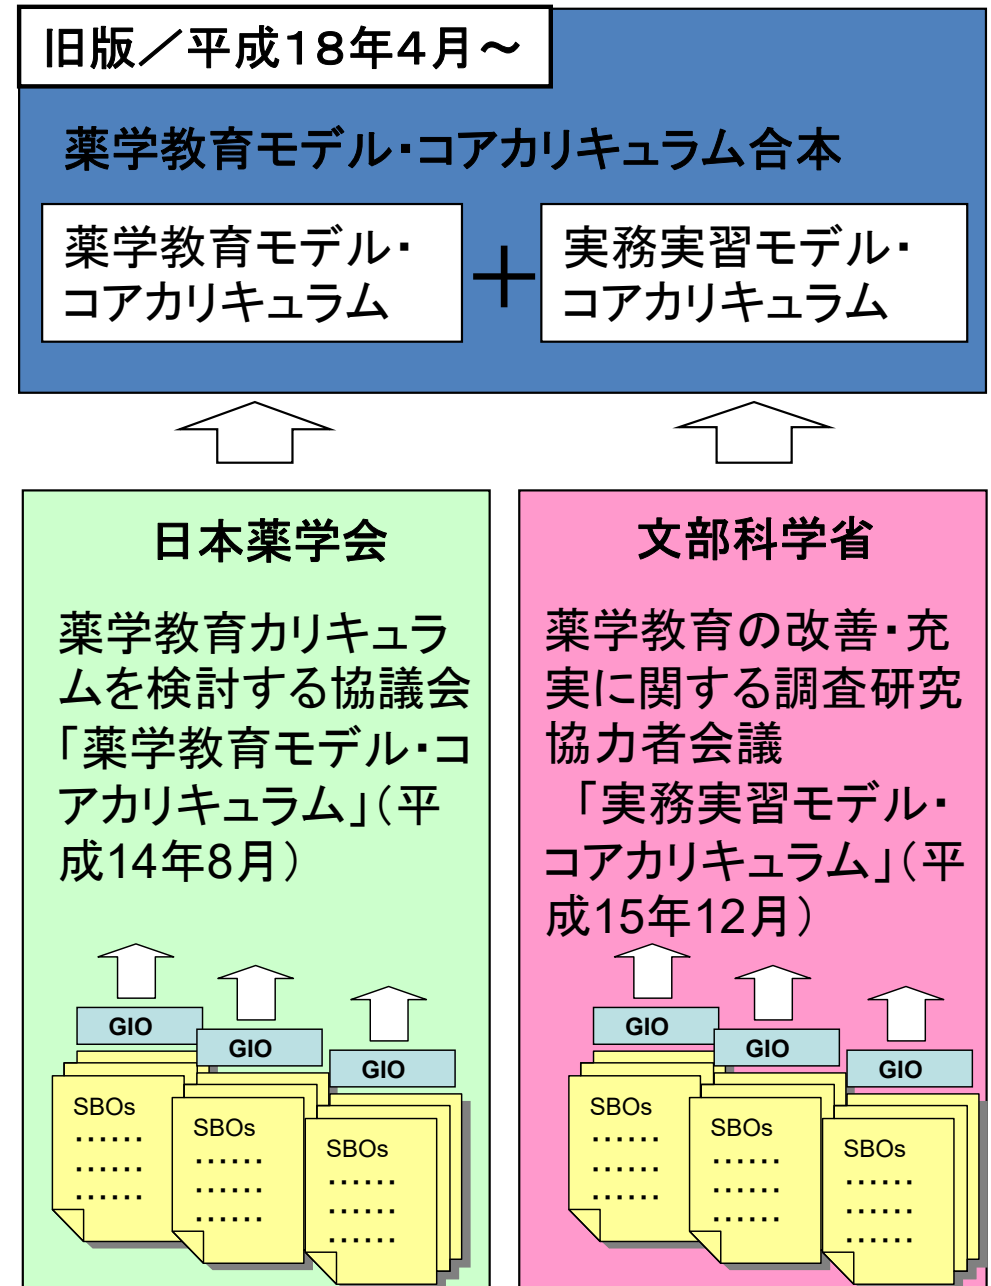 旧版／平成１８年４月～
薬学教育モデル・コアカリキュラム合本
薬学教育モデル・
コアカリキュラム
＋
実務実習モデル・
コアカリキュラム
日本薬学会
薬学教育カリキュラ
ムを検討する協議会
「薬学教育モデル・コ
アカリキュラム」（平
成14年8月）
GIO
GIO
GIO
SBOs
・・・・・・
・・・・・・
・・・・・・
SBOs
・・・・・・
・・・・・・
・・・・・・
SBOs
・・・・・・
・・・・・・
・・・・・・
文部科学省
薬学教育の改善・充
実に関する調査研究
協力者会議
「実務実習モデル・
コアカリキュラム」（平
成15年12月）
GIO
GIO
GIO
SBOs
・・・・・・
・・・・・・
・・・・・・
SBOs
・・・・・・
・・・・・・
・・・・・・
SBOs
・・・・・・
・・・・・・
・・・・・・